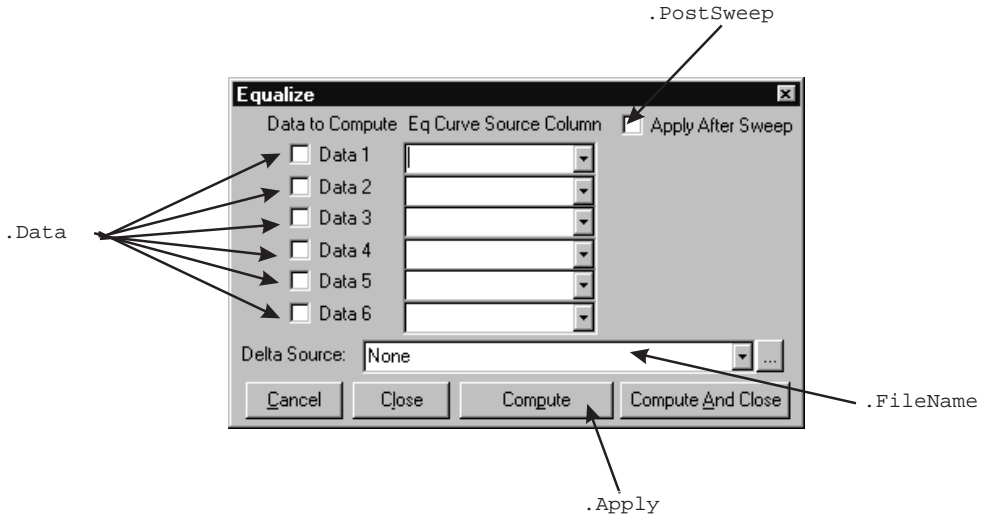 .PostSweep
Equalize
Data to Compute Eq Curve Source Column Apply After Sweep
Data 1
Data 2
.Data
Data 3
Data 4
Data 5
Data 6
Delta Source: None ...
Cancel Close Compute Compute And Close
.FileName
.Apply